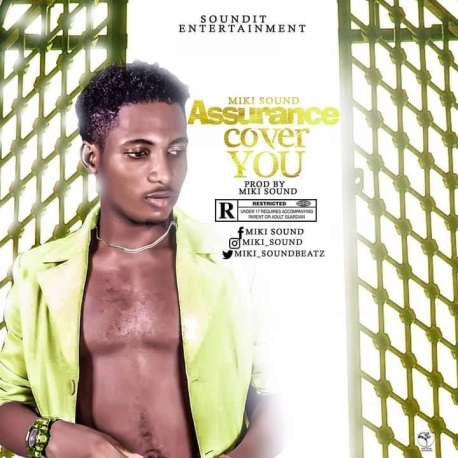 SOUNDIT
ENTERTAINMENT
MIKI SOUND
Assurance
cover
YOU
PROD BY
MIKI SOUND
R
RESTRICTED
UNDER 17 REQUIRES ACCOMPANYING
PARENT OR ADULT GUARDIAN
MIKI SOUND
MIKI_SOUND
MIKI_SOUNDBEATZ